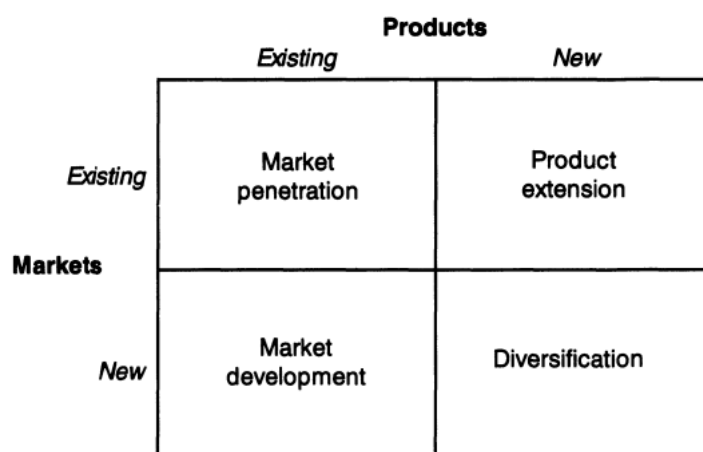 Products
Existing New
Existing
Market
penetration
Product
extension
Markets
New
Market
development
Diversification